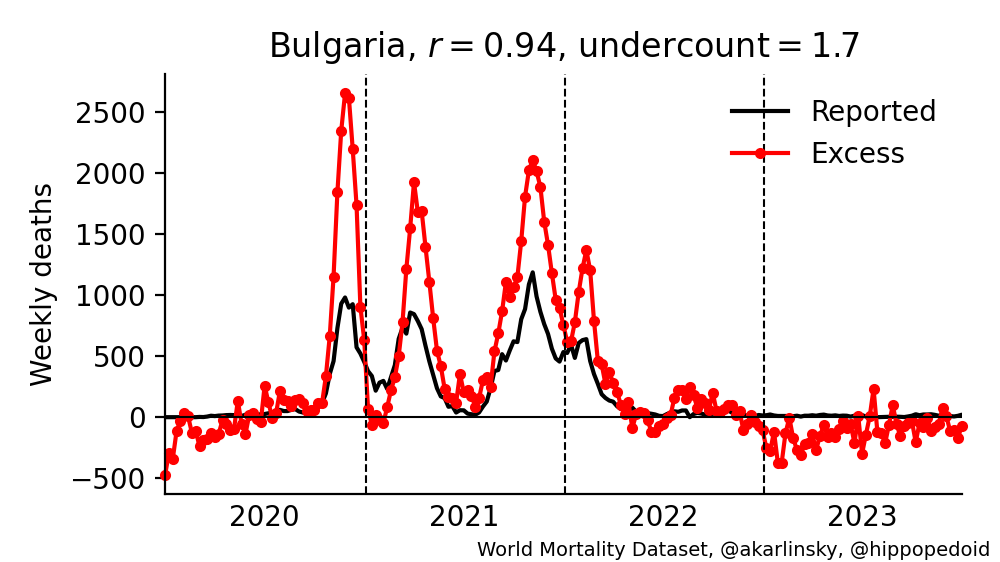 Bulgaria, r = 0.94, undercount = 1.7
Weekly deaths
2500
2000
1500
1000
500
0
−500
Reported
Excess
2020 2021 2022 2023
World Mortality Dataset, @akarlinsky, @hippopedoid